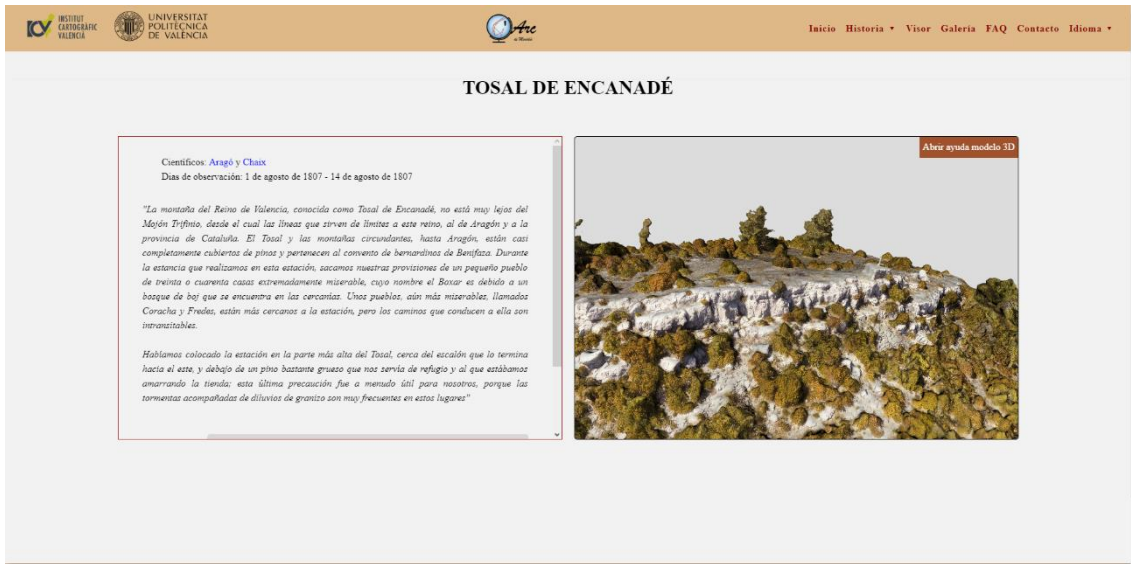 INSTITUT
CARTOGRÀFIC
VALENCIÀ
UNIVERSITAT
POLITÈCNICA
DE VALÈNCIA
Arc
Inicio Historia Visor Galería FAQ Contacto Idioma
TOSAL DE ENCANADÉ
Abrir ayuda modelo 3D
Científicos: Aragó y Chaix
Dias de observación: 1 de agosto de 1807 - 14 de agosto de 1807
"La montaña del Reino de Valencia, conocida como Tosal de Encanadé, no está muy lejos del
Mojón Trifinio, desde el cual las líneas que sirven de límites a este reino, al de Aragón y a la
provincia de Cataluña. El Tosal y las montañas circundantes, hasta Aragón, están casi
completamente cubiertos de pinos y pertenecen al convento de bernardinos de Benifaza. Durante
la estancia que realizamos en esta estación, sacamos nuestras provisiones de un pequeño pueblo
de treinta o cuarenta casas extremadamente miserable, cuyo nombre el Boxar es debido a un
bosque de boj que se encuentra en las cercanías. Unos pueblos, aún más miserables, llamados
Coracha y Fredes, están más cercanos a la estación, pero los caminos que conducen a ella son
intransitables.
Habíamos colocado la estación en la parte más alta del Tosal, cerca del escalón que lo termina
hacia el este, y debajo de un pino bastante grueso que nos servía de refugio y al que estábamos
amarrando la tienda; esta última precaución fue a menudo útil para nosotros, porque las
tormentas acompañadas de diluvios de granizo son muy frecuentes en estos lugares"